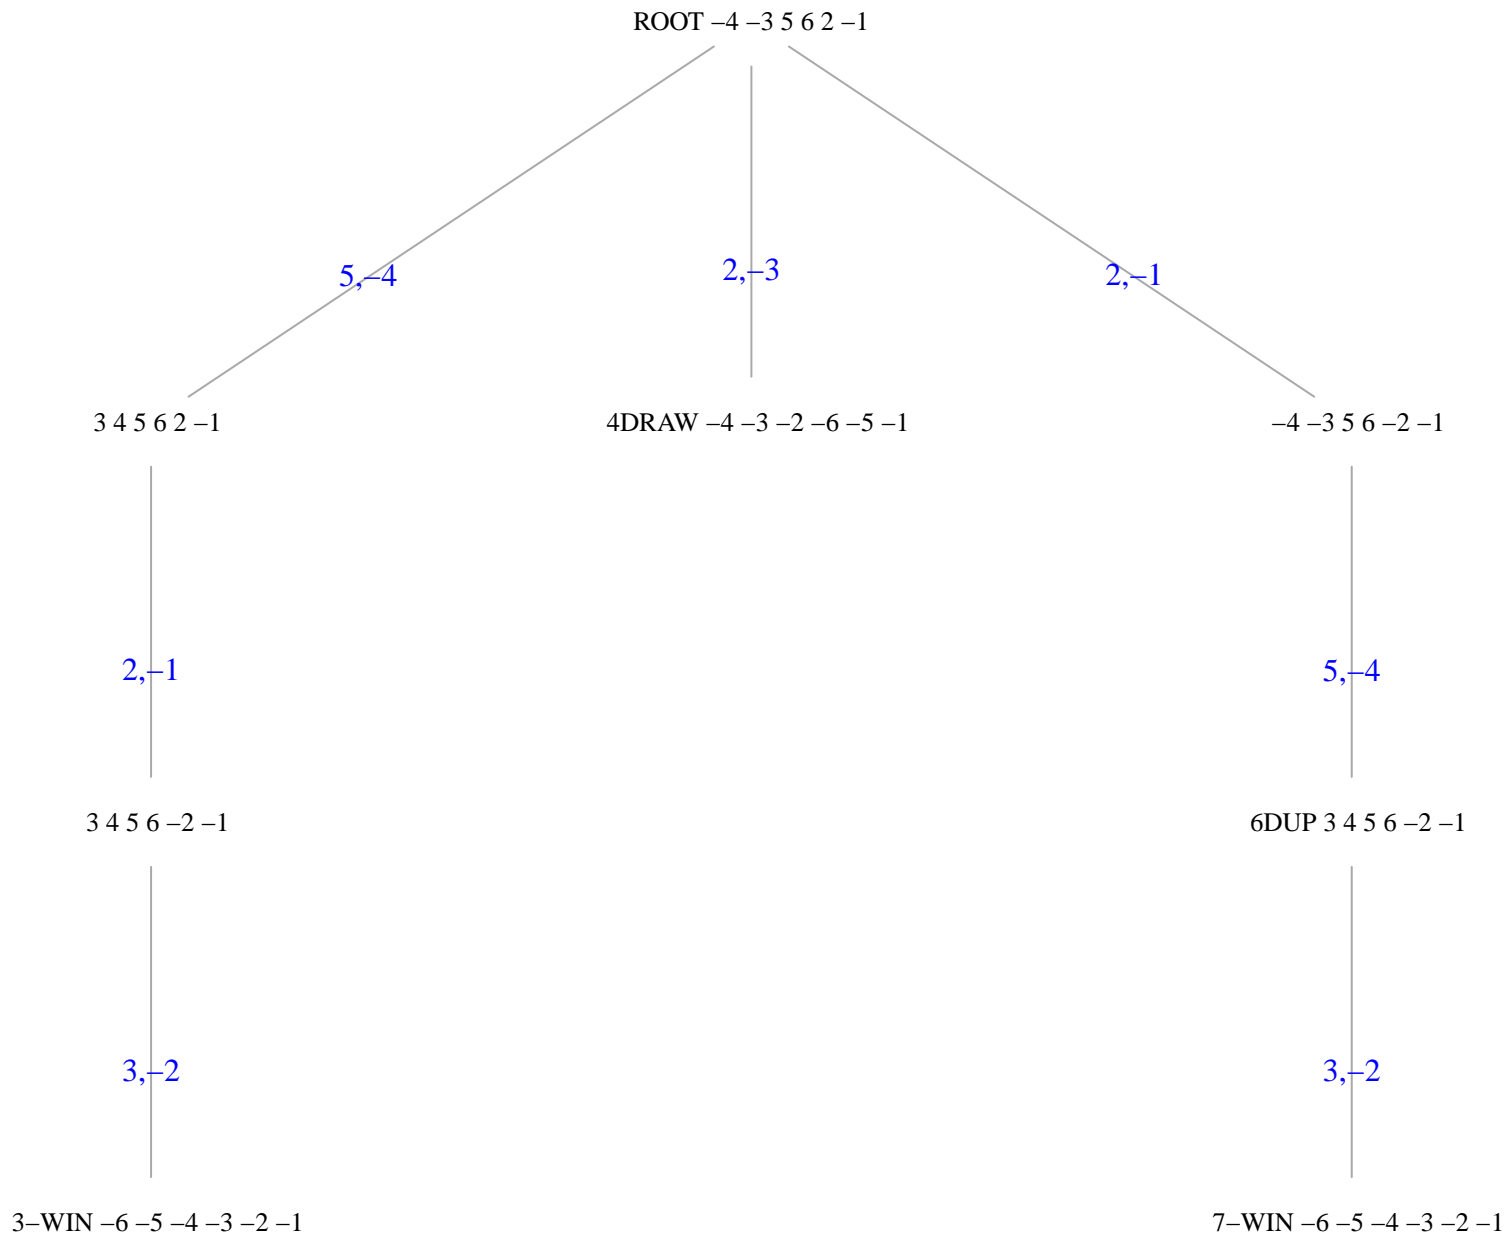 ROOT –4 –3 5 6 2 –1
5,–4
2,–3
2,–1
3 4 5 6 2 –1
4DRAW –4 –3 –2 –6 –5 –1
–4 –3 5 6 –2 –1
2,–1
5,–4
3 4 5 6 –2 –1
6DUP 3 4 5 6 –2 –1
3,–2
3,–2
3–WIN –6 –5 –4 –3 –2 –1
7–WIN –6 –5 –4 –3 –2 –1